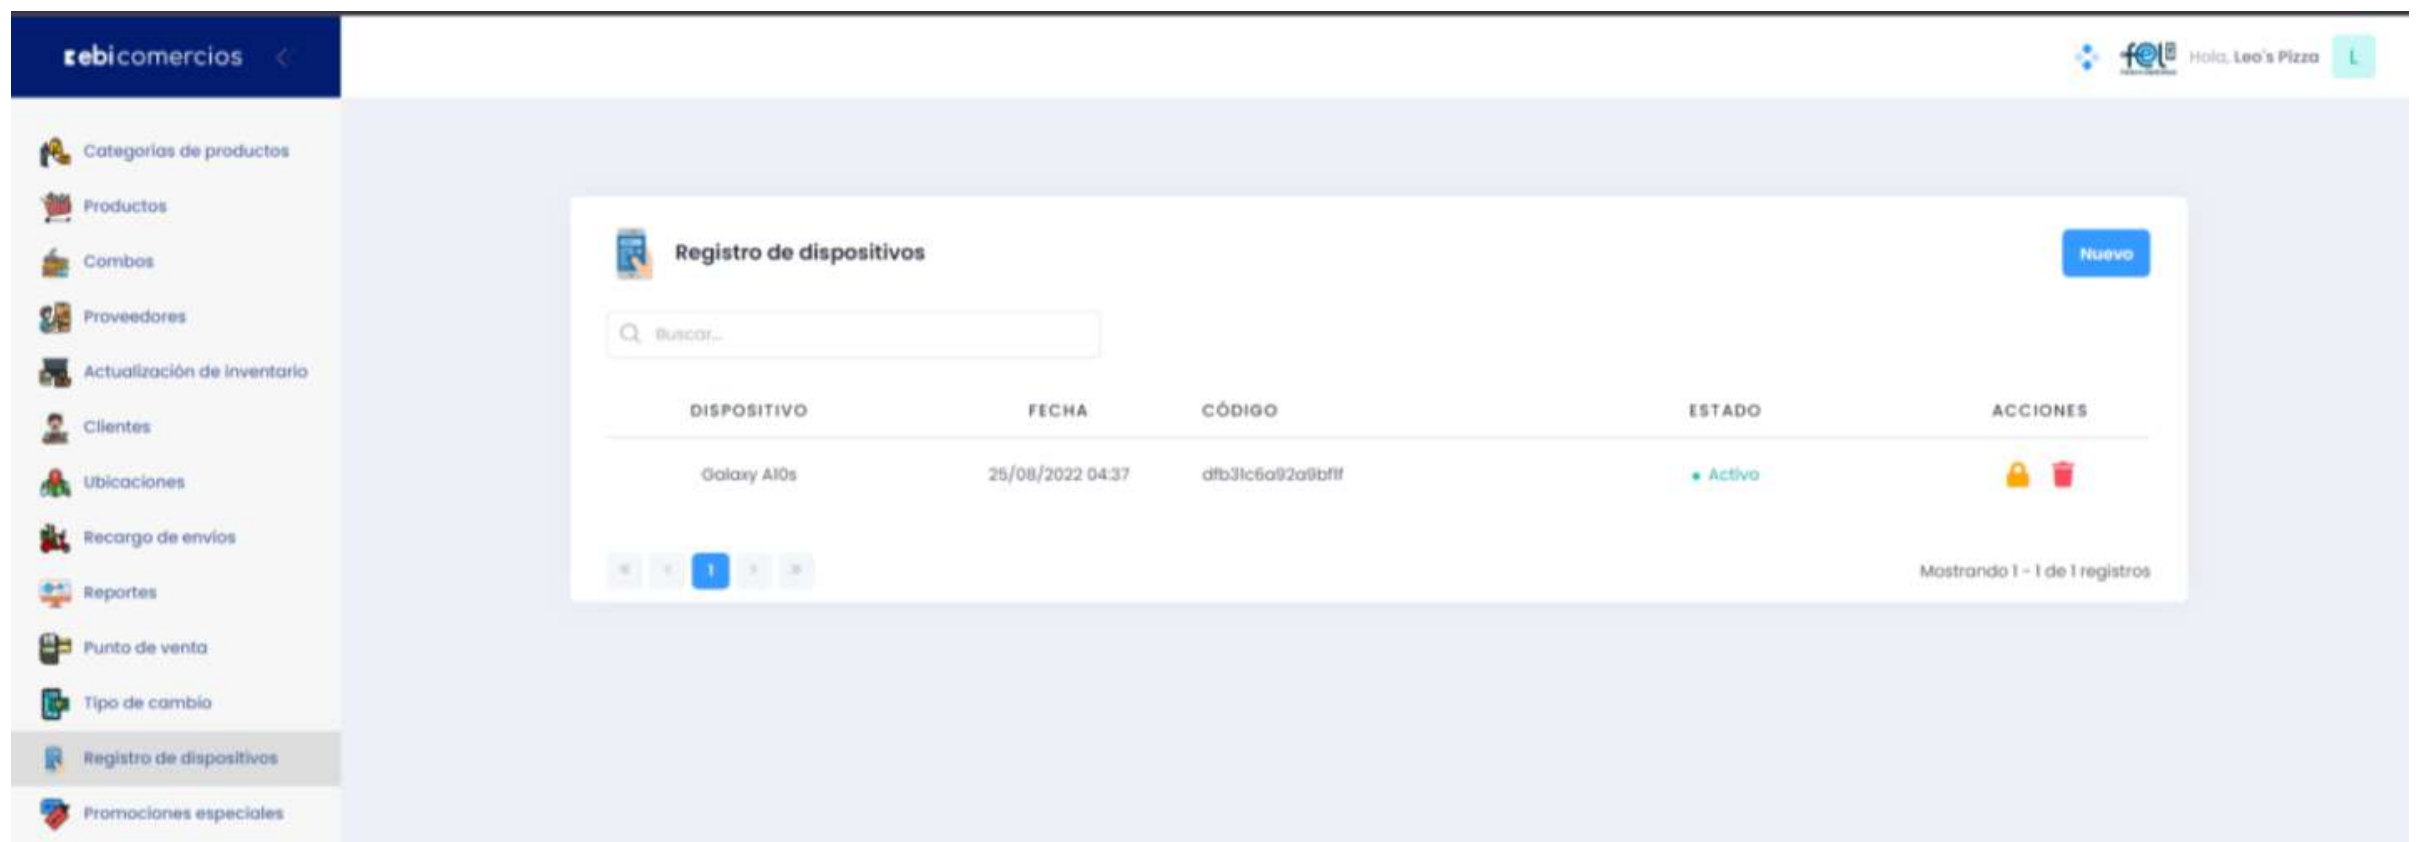 ebicomercios
fel Hola, Leo's Pizza L
Categorías de productos
Productos
Combos
Proveedores
Actualización de inventario
Clientes
Ubicaciones
Recargo de envíos
Reportes
Punto de venta
Tipo de cambio
Registro de dispositivos
Promociones especiales
Registro de dispositivos
Nuevo
Buscar...
DISPOSITIVO FECHA CÓDIGO ESTADO ACCIONES
Galaxy A10s 25/08/2022 04:37 dfb31c6a92a9bf1f Activo
« ‹ 1 › »
Mostrando 1 - 1 de 1 registros